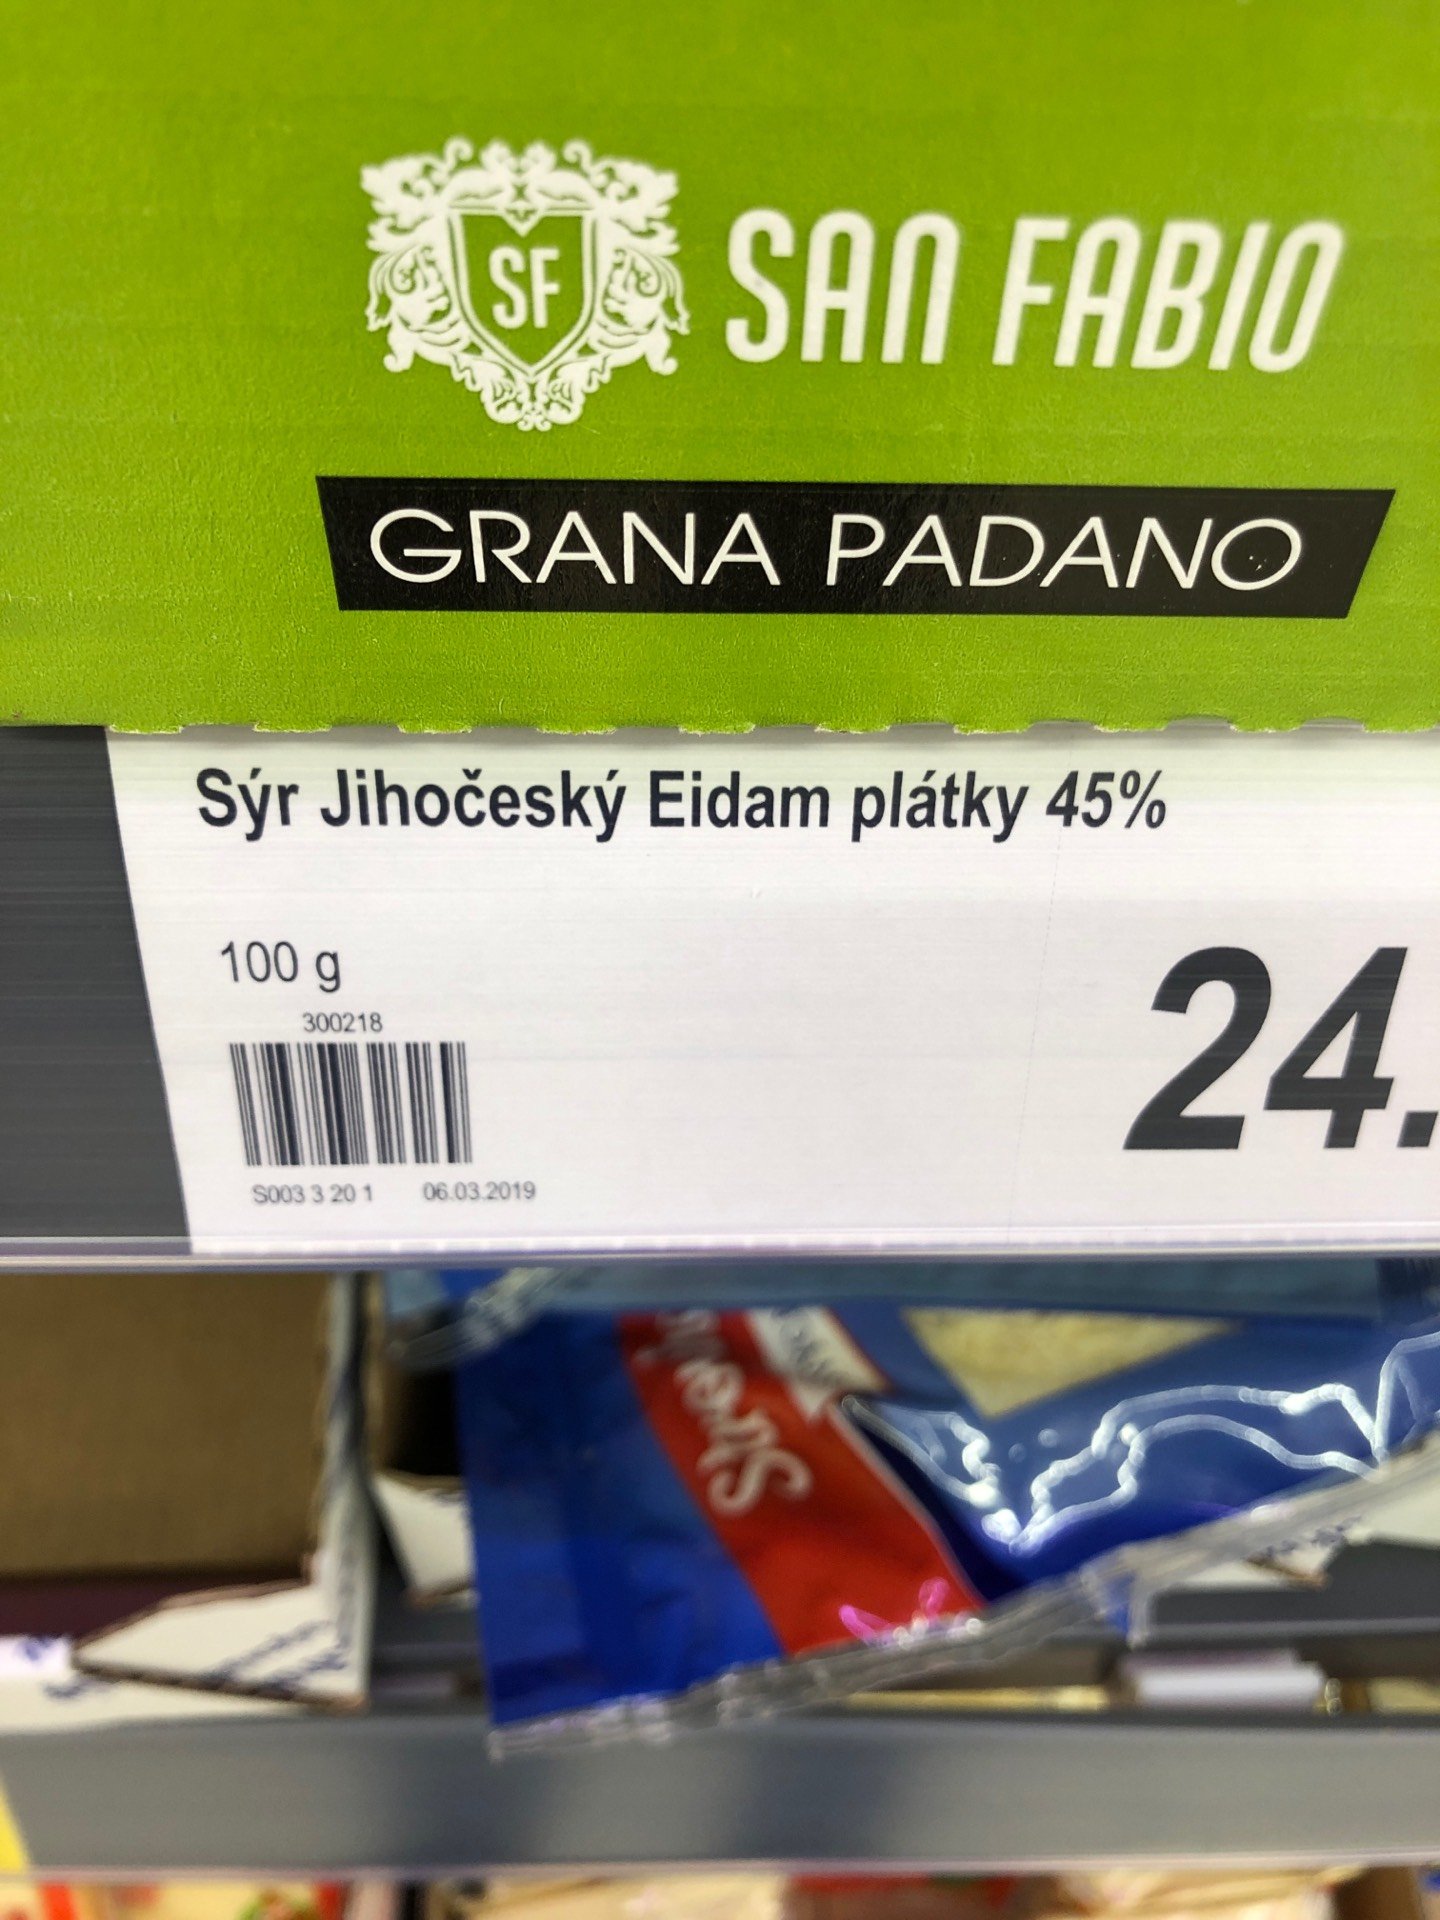 SF
SAN FABIO
GRANA PADANO
Sýr Jihočeský Eidam plátky 45%
100 g
24.
300218
S003 3 20 1 06.03.2019